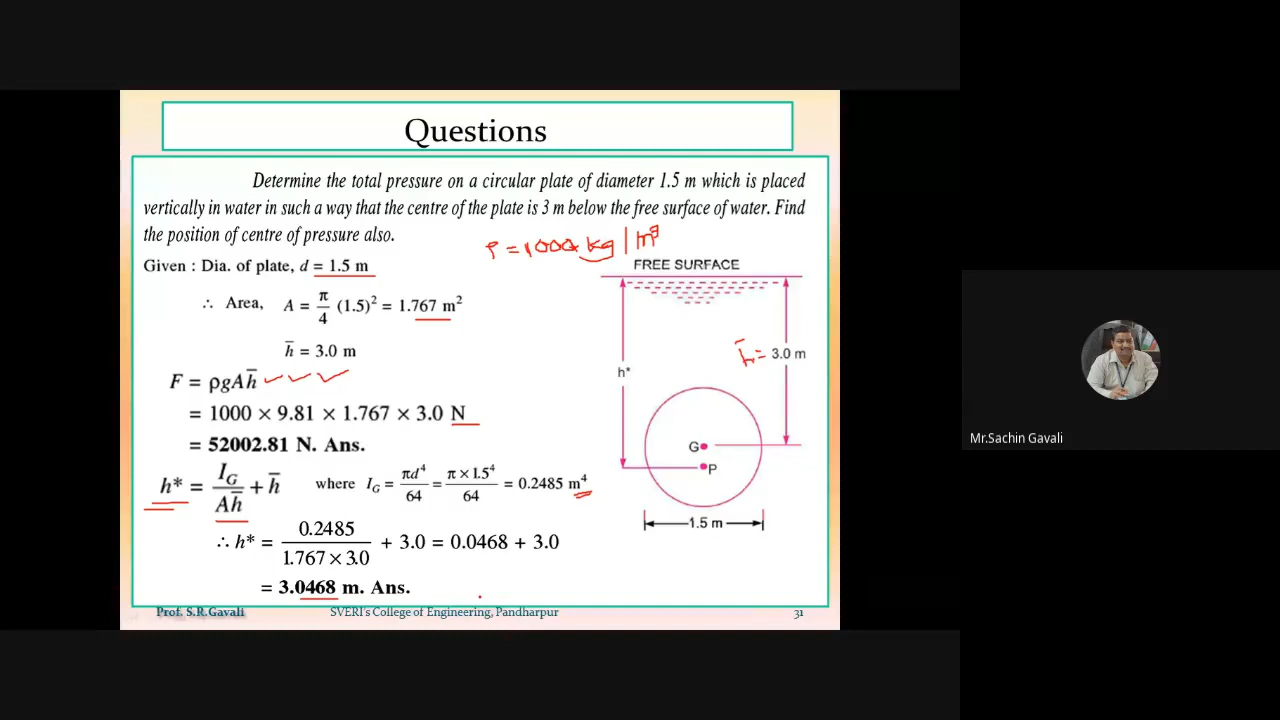 Questions
Determine the total pressure on a circular plate of diameter 1.5 m which is placed
vertically in water in such a way that the centre of the plate is 3 m below the free surface of water. Find
the position of centre of pressure also.
ρ = 1000 kg | m³
Given : Dia. of plate, d = 1.5 m
FREE SURFACE
∴ Area, A = π/4 (1.5)² = 1.767 m²
h̄ = 3.0 m
h̄ = 3.0 m
h*
F = ρgAh̄
= 1000 × 9.81 × 1.767 × 3.0 N
= 52002.81 N. Ans.
G
P
h* = I_G/Ah̄ + h̄ where I_G = πd⁴/64 = π × 1.5⁴/64 = 0.2485 m⁴
1.5 m
∴ h* = 0.2485/1.767 × 3.0 + 3.0 = 0.0468 + 3.0
= 3.0468 m. Ans.
Prof. S.R.Gavali SVERI's College of Engineering, Pandharpur 31
Mr.Sachin Gavali